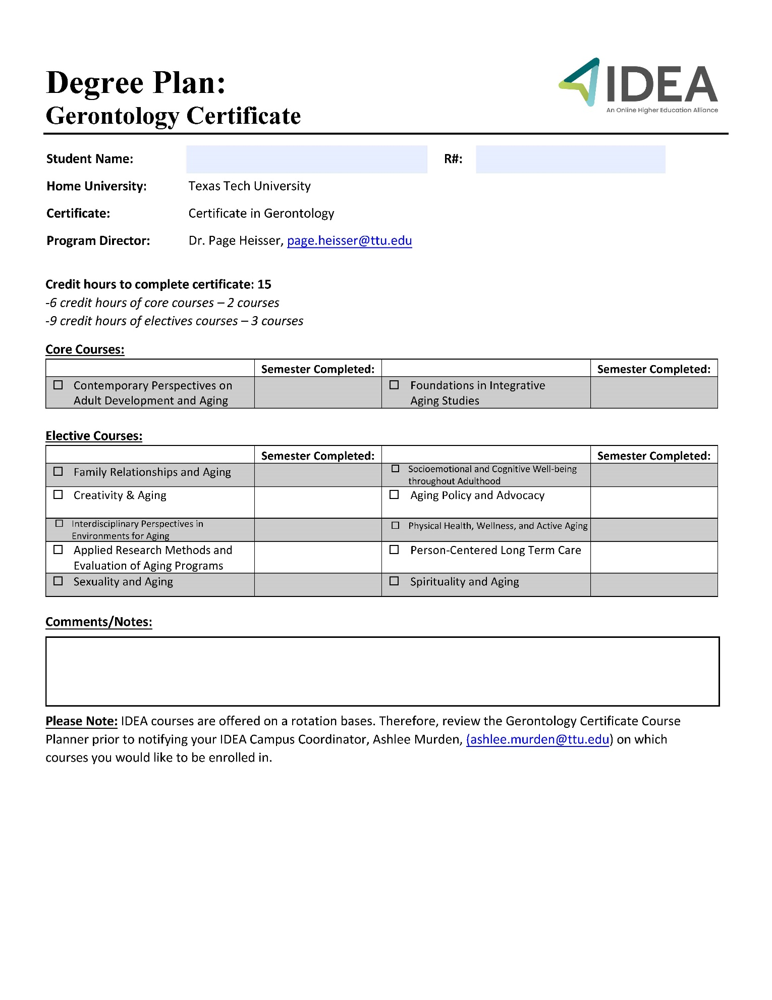 Degree Plan:
Gerontology Certificate
IDEA
An Online Higher Education Alliance
Student Name:
R#:
Home University: Texas Tech University
Certificate: Certificate in Gerontology
Program Director: Dr. Page Heisser, page.heisser@ttu.edu
Credit hours to complete certificate: 15
-6 credit hours of core courses – 2 courses
-9 credit hours of electives courses – 3 courses
Core Courses:
Semester Completed: Semester Completed:
☐ Contemporary Perspectives on
Adult Development and Aging
☐ Foundations in Integrative
Aging Studies
Elective Courses:
Semester Completed: Semester Completed:
☐ Family Relationships and Aging
☐ Socioemotional and Cognitive Well-being
throughout Adulthood
☐ Creativity & Aging
☐ Aging Policy and Advocacy
☐ Interdisciplinary Perspectives in
Environments for Aging
☐ Physical Health, Wellness, and Active Aging
☐ Applied Research Methods and
Evaluation of Aging Programs
☐ Person-Centered Long Term Care
☐ Sexuality and Aging
☐ Spirituality and Aging
Comments/Notes:
Please Note: IDEA courses are offered on a rotation bases. Therefore, review the Gerontology Certificate Course
Planner prior to notifying your IDEA Campus Coordinator, Ashlee Murden, (ashlee.murden@ttu.edu) on which
courses you would like to be enrolled in.